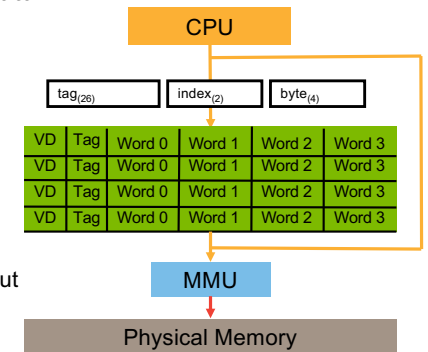 CPU
tag(26) index(2) byte(4)
VD Tag Word 0 Word 1 Word 2 Word 3
VD Tag Word 0 Word 1 Word 2 Word 3
VD Tag Word 0 Word 1 Word 2 Word 3
VD Tag Word 0 Word 1 Word 2 Word 3
ut
MMU
Physical Memory